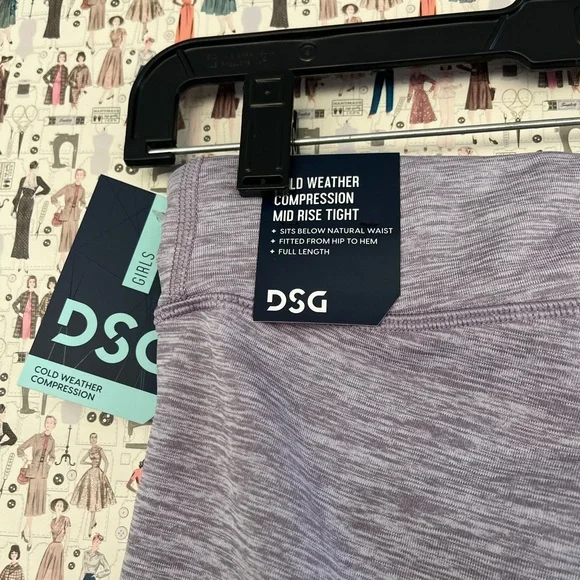 GIRLS
DSG
COLD WEATHER
COMPRESSION
COLD WEATHER
COMPRESSION
MID RISE TIGHT
+ SITS BELOW NATURAL WAIST
+ FITTED FROM HIP TO HEM
+ FULL LENGTH
DSG